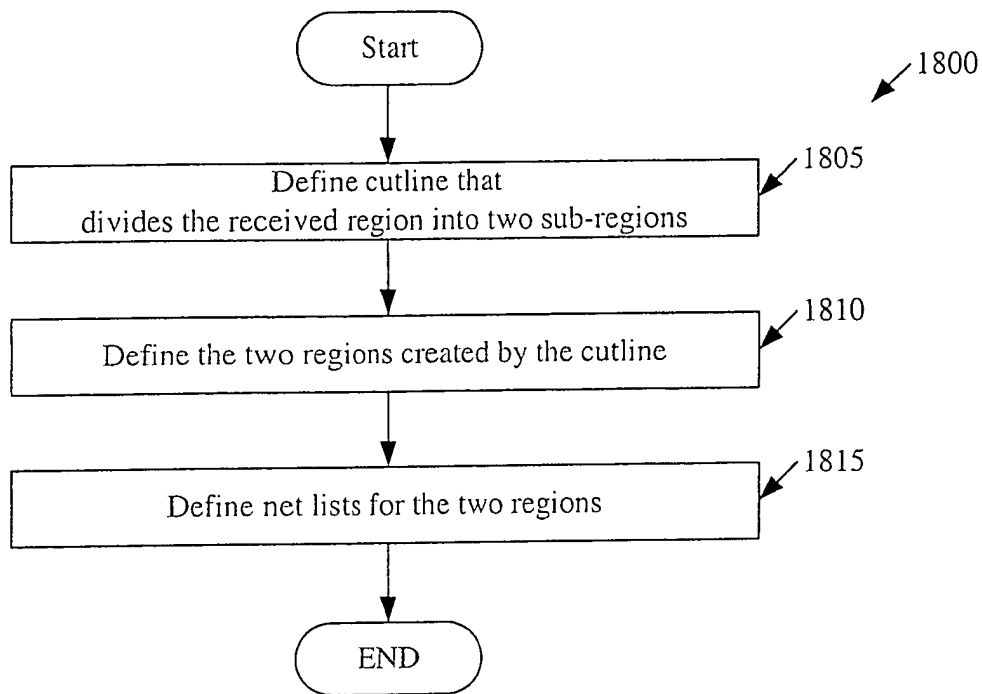 Start
1800
1805
Define cutline that
divides the received region into two sub-regions
1810
Define the two regions created by the cutline
1815
Define net lists for the two regions
END